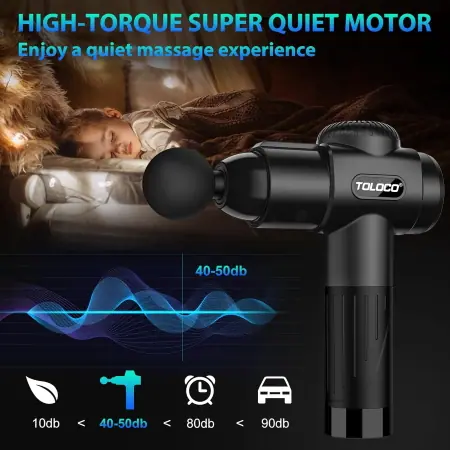 HIGH-TORQUE SUPER QUIET MOTOR
Enjoy a quiet massage experience
TOLOCO®
40-50db
10db < 40-50db < 80db < 90db